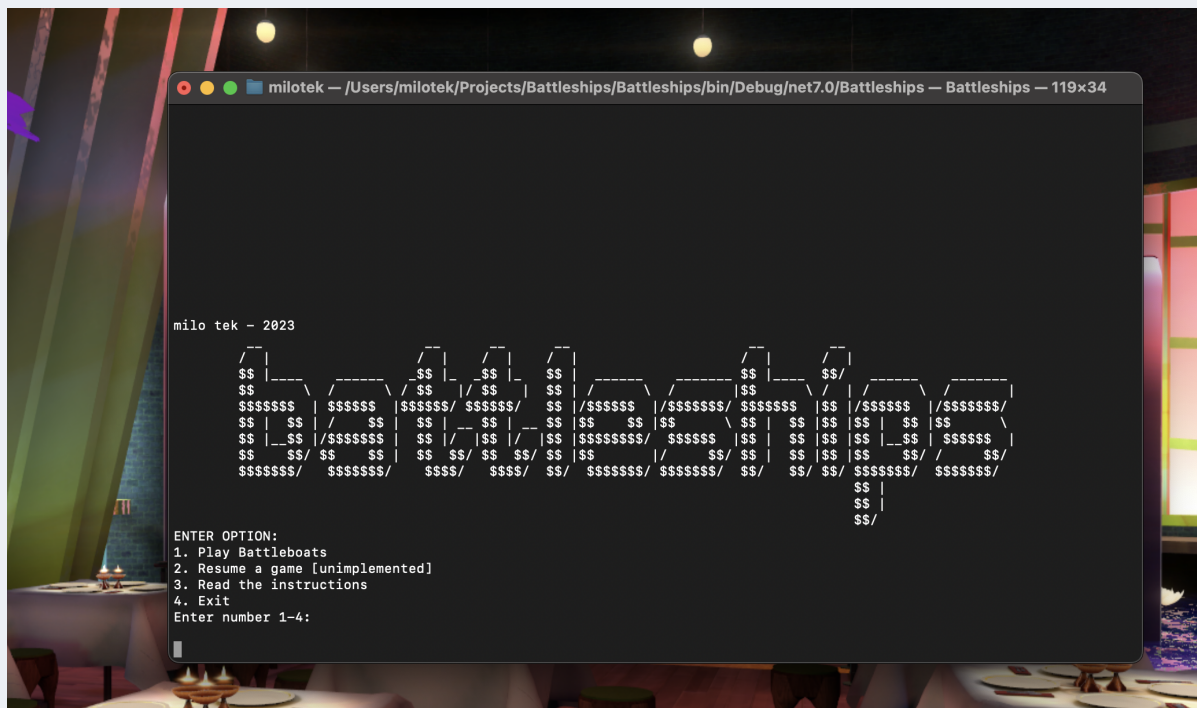 milotek — /Users/milotek/Projects/Battleships/Battleships/bin/Debug/net7.0/Battleships — Battleships — 119×34
milo tek - 2023
battleships
ENTER OPTION:
1. Play Battleboats
2. Resume a game [unimplemented]
3. Read the instructions
4. Exit
Enter number 1-4: